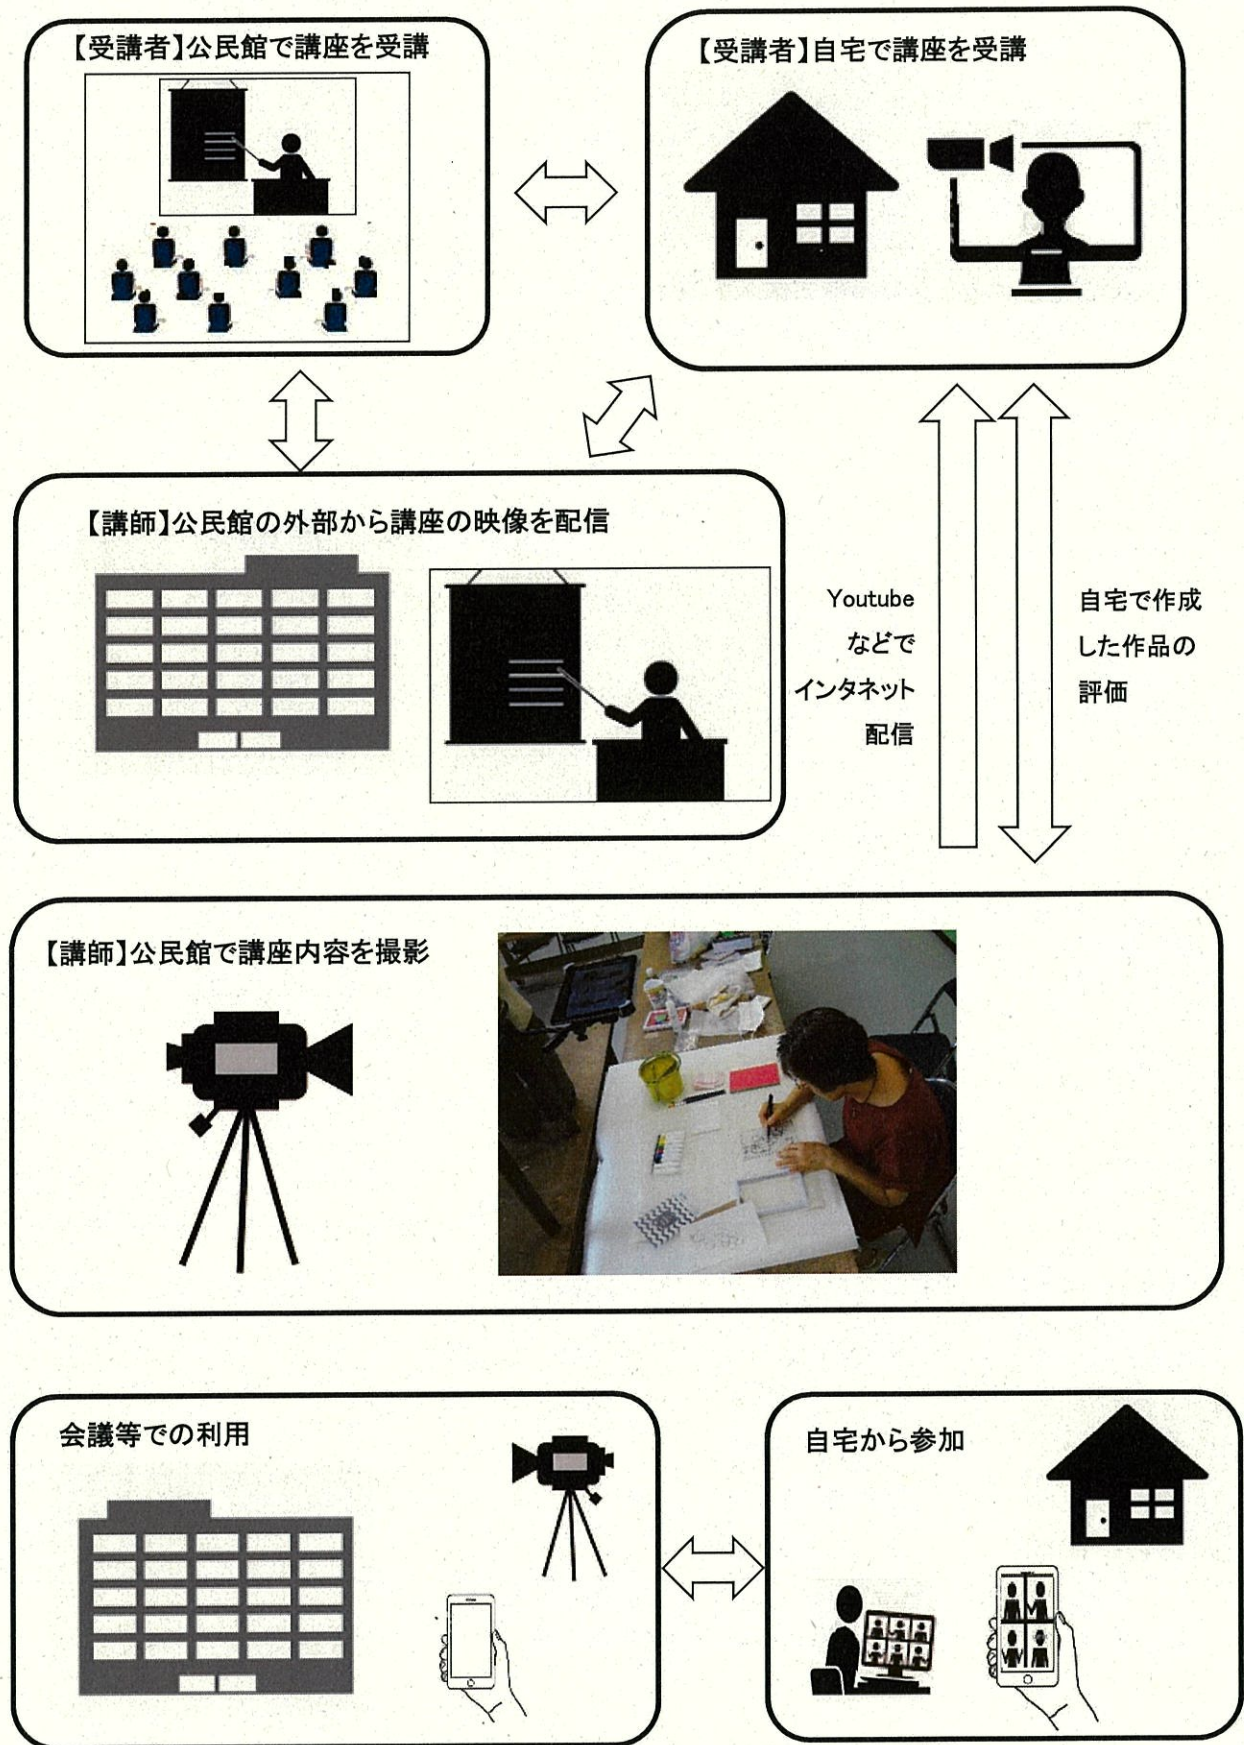 【受講者】公民館で講座を受講
【受講者】自宅で講座を受講
【講師】公民館の外部から講座の映像を配信
Youtube
などで
インタネット
配信
自宅で作成
した作品の
評価
【講師】公民館で講座内容を撮影
会議等での利用
自宅から参加